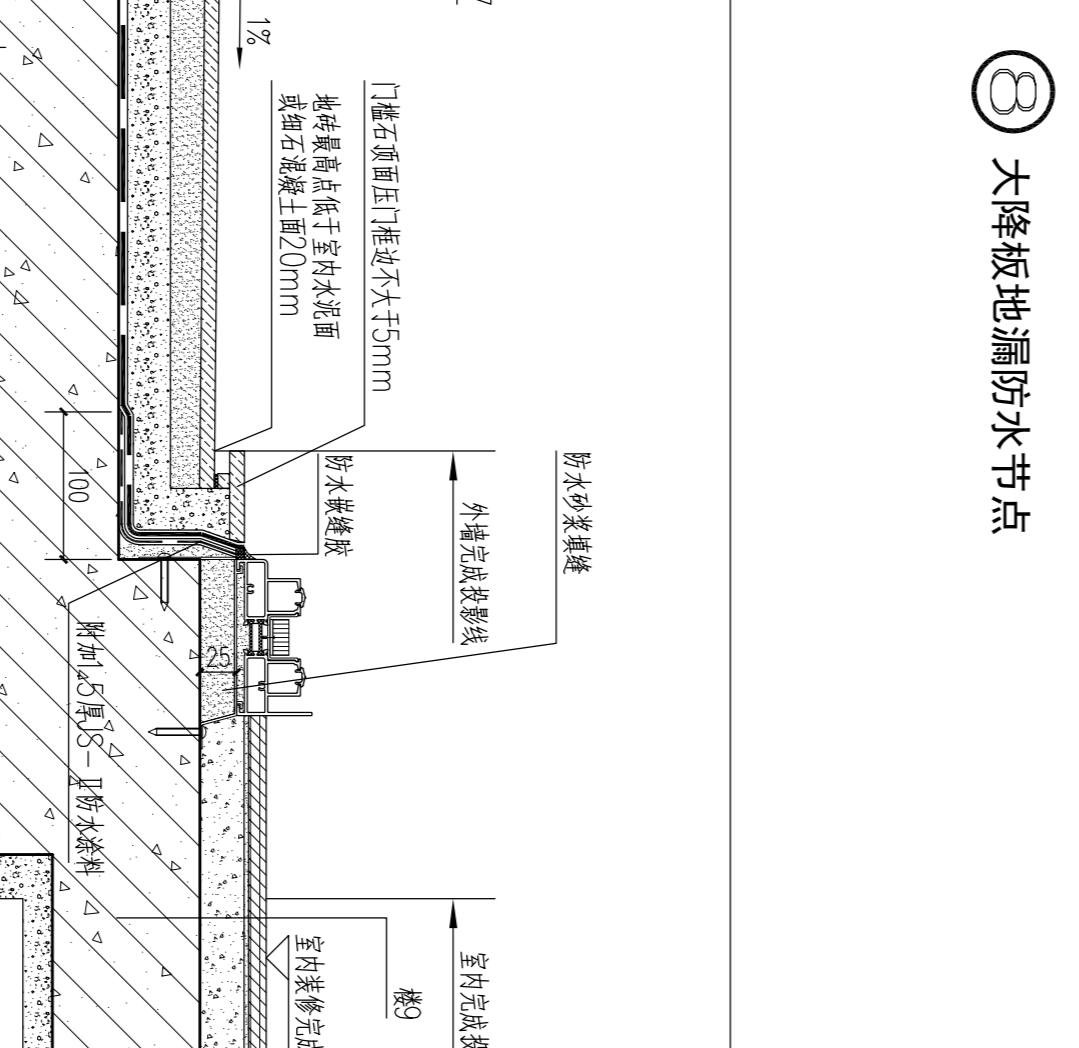 8 大降板地漏防水节点
1%
门槛石顶面压门框边不大于5mm
地砖最高点低于室内水泥面
或细石混凝土面20mm
防水砂浆填缝
外墙完成投影线
防水嵌缝胶
100
25
附加1.5厚JS-Ⅱ防水涂料
室内完成投
楼9
室内装修完成